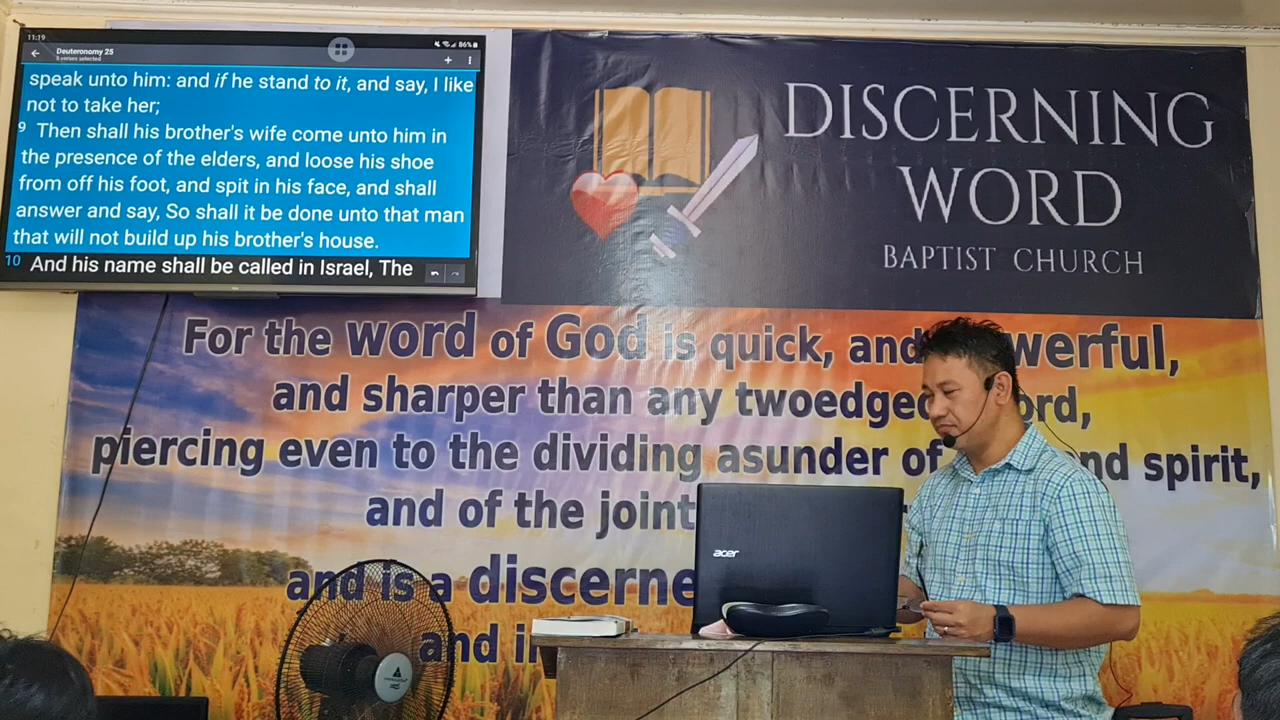 11:19
86%
Deuteronomy 25
speak unto him: and if he stand to it, and say, I like
not to take her;
9 Then shall his brother's wife come unto him in
the presence of the elders, and loose his shoe
from off his foot, and spit in his face, and shall
answer and say, So shall it be done unto that man
that will not build up his brother's house.
10 And his name shall be called in Israel, The
DISCERNING
WORD
BAPTIST CHURCH
For the word of God is quick, and werful,
and sharper than any twoedged ord,
piercing even to the dividing asunder of nd spirit,
and of the joint
and is a discerne
and i
acer